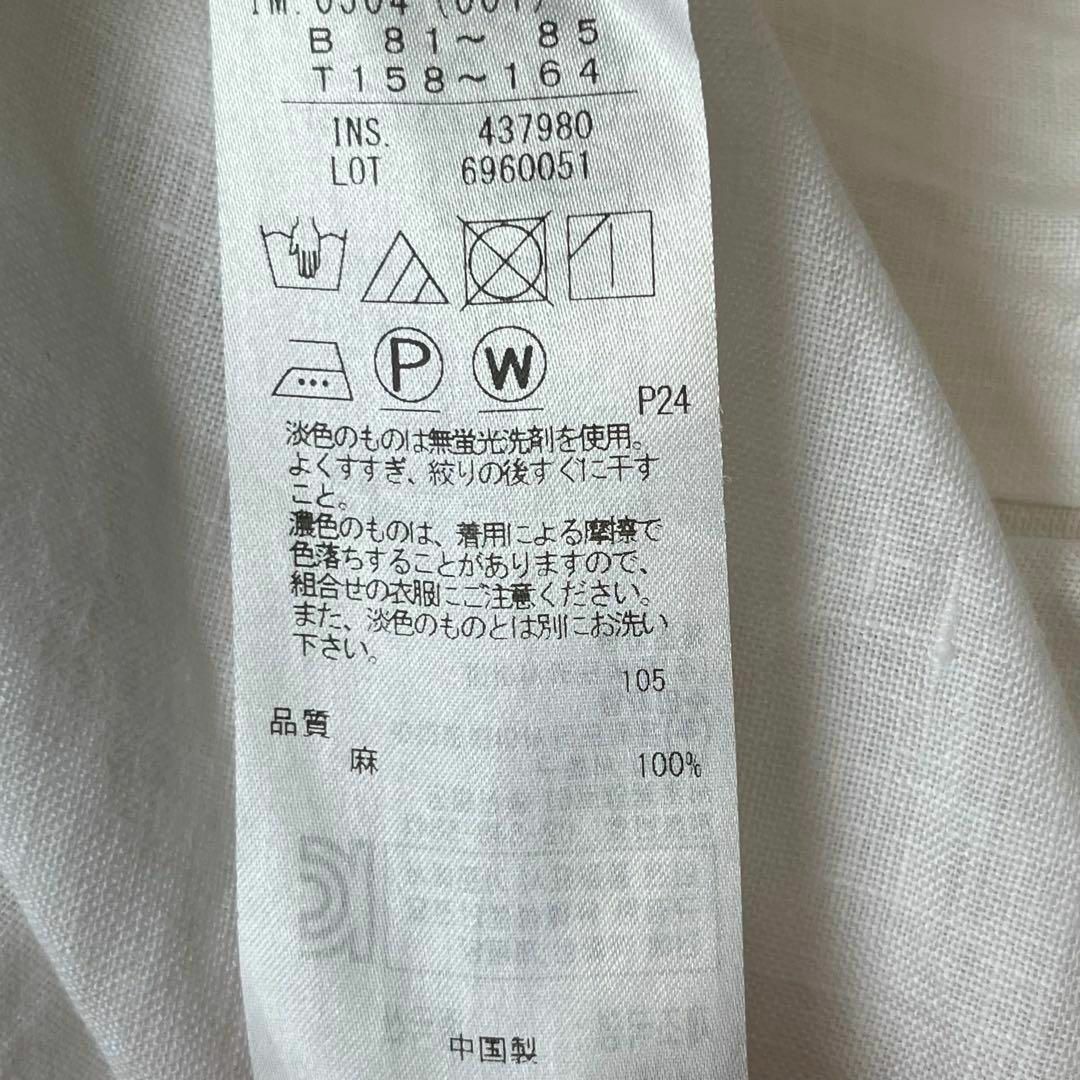 B 81～ 85
T158～164
INS. 437980
LOT 6960051
P W
P24
淡色のものは無蛍光洗剤を使用。
よくすすぎ、絞りの後すぐに干す
こと。
濃色のものは、着用による摩擦で
色落ちすることがありますので、
組合せの衣服にご注意ください。
また、淡色のものとは別にお洗い
下さい。
105
品質
麻 100%
中国製